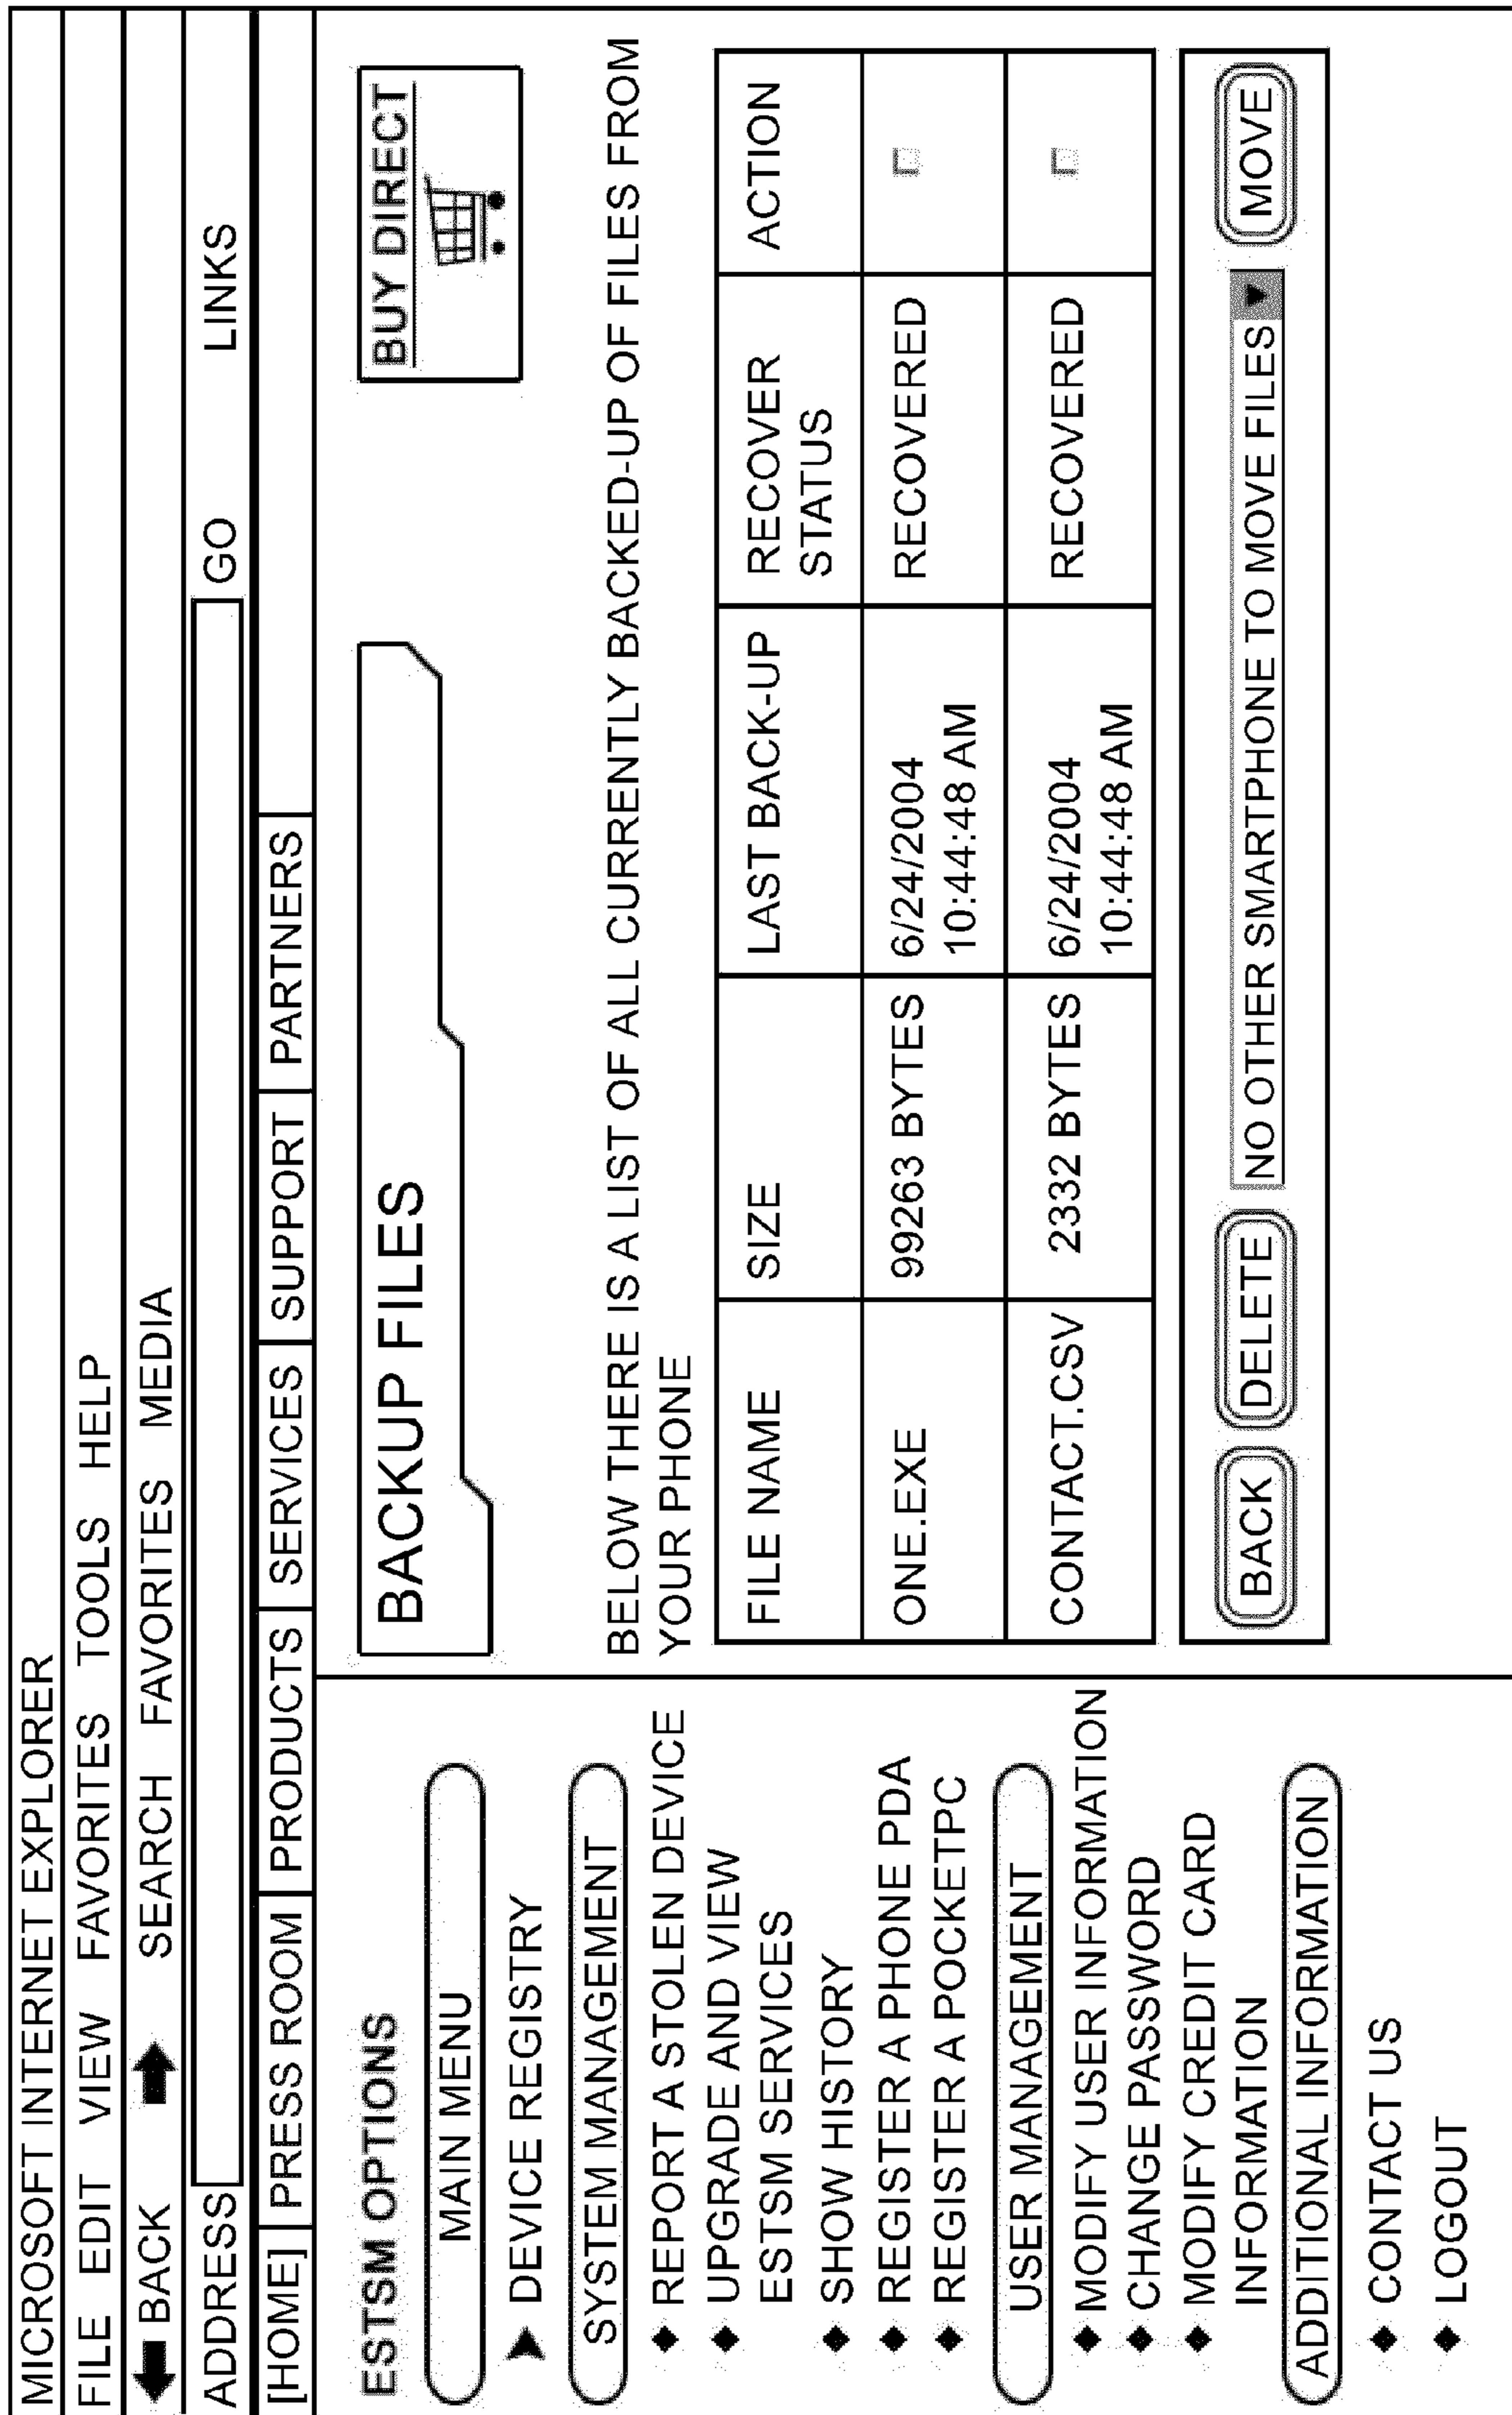 MICROSOFT INTERNET EXPLORER
FILE EDIT VIEW FAVORITES TOOLS HELP
BACK SEARCH FAVORITES MEDIA
ADDRESS GO LINKS
[HOME] PRESS ROOM PRODUCTS SERVICES SUPPORT PARTNERS
ESTSM OPTIONS
MAIN MENU
DEVICE REGISTRY
SYSTEM MANAGEMENT
REPORT A STOLEN DEVICE
UPGRADE AND VIEW
ESTSM SERVICES
SHOW HISTORY
REGISTER A PHONE PDA
REGISTER A POCKETPC
USER MANAGEMENT
MODIFY USER INFORMATION
CHANGE PASSWORD
MODIFY CREDIT CARD
INFORMATION
ADDITIONAL INFORMATION
CONTACT US
LOGOUT
BACKUP FILES
BUY DIRECT
BELOW THERE IS A LIST OF ALL CURRENTLY BACKED-UP OF FILES FROM
YOUR PHONE
FILE NAME SIZE LAST BACK-UP RECOVER ACTION
STATUS
ONE.EXE 99263 BYTES 6/24/2004 RECOVERED
10:44:48 AM
CONTACT.CSV 2332 BYTES 6/24/2004 RECOVERED
10:44:48 AM
BACK DELETE NO OTHER SMARTPHONE TO MOVE FILES MOVE